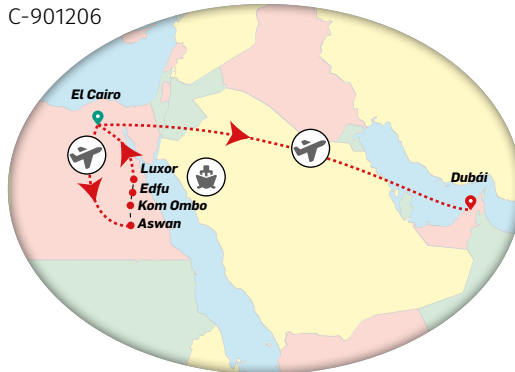 C-901206
El Cairo
Luxor
Edfu
Kom Ombo
Aswan
Dubái